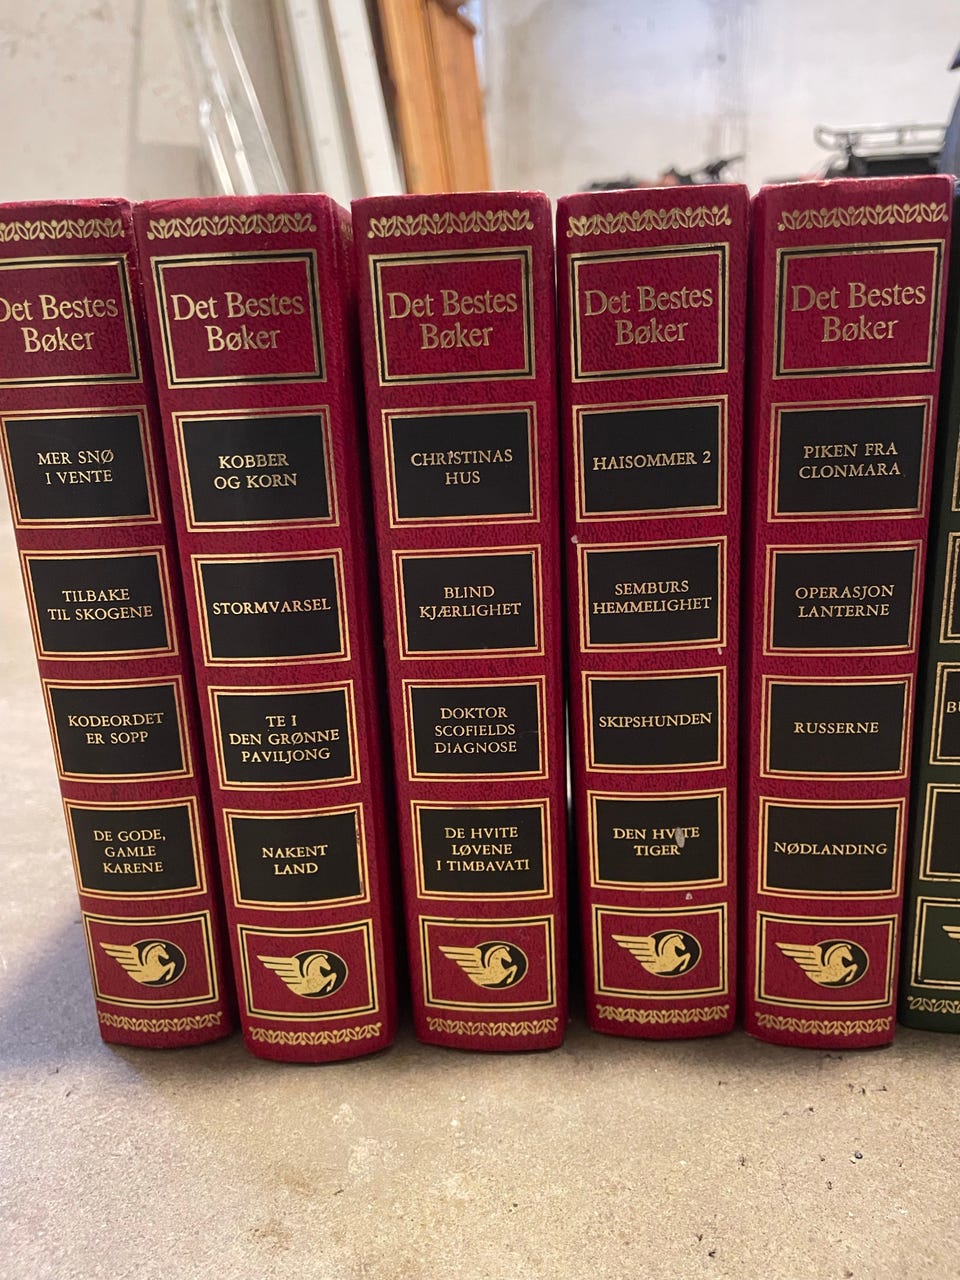 Det Bestes
Bøker
MER SNØ
I VENTE
TILBAKE
TIL SKOGENE
KODEORDET
ER SOPP
DE GODE,
GAMLE
KARENE
Det Bestes
Bøker
KOBBER
OG KORN
STORMVARSEL
TE I
DEN GRØNNE
PAVILJONG
NAKENT
LAND
Det Bestes
Bøker
CHRISTINAS
HUS
BLIND
KJÆRLIGHET
DOKTOR
SCOFIELDS
DIAGNOSE
DE HVITE
LØVENE
I TIMBAVATI
Det Bestes
Bøker
HAISOMMER 2
SEMBURS
HEMMELIGHET
SKIPSHUNDEN
DEN HVITE
TIGER
Det Bestes
Bøker
PIKEN FRA
CLONMARA
OPERASJON
LANTERNE
RUSSERNE
NØDLANDING